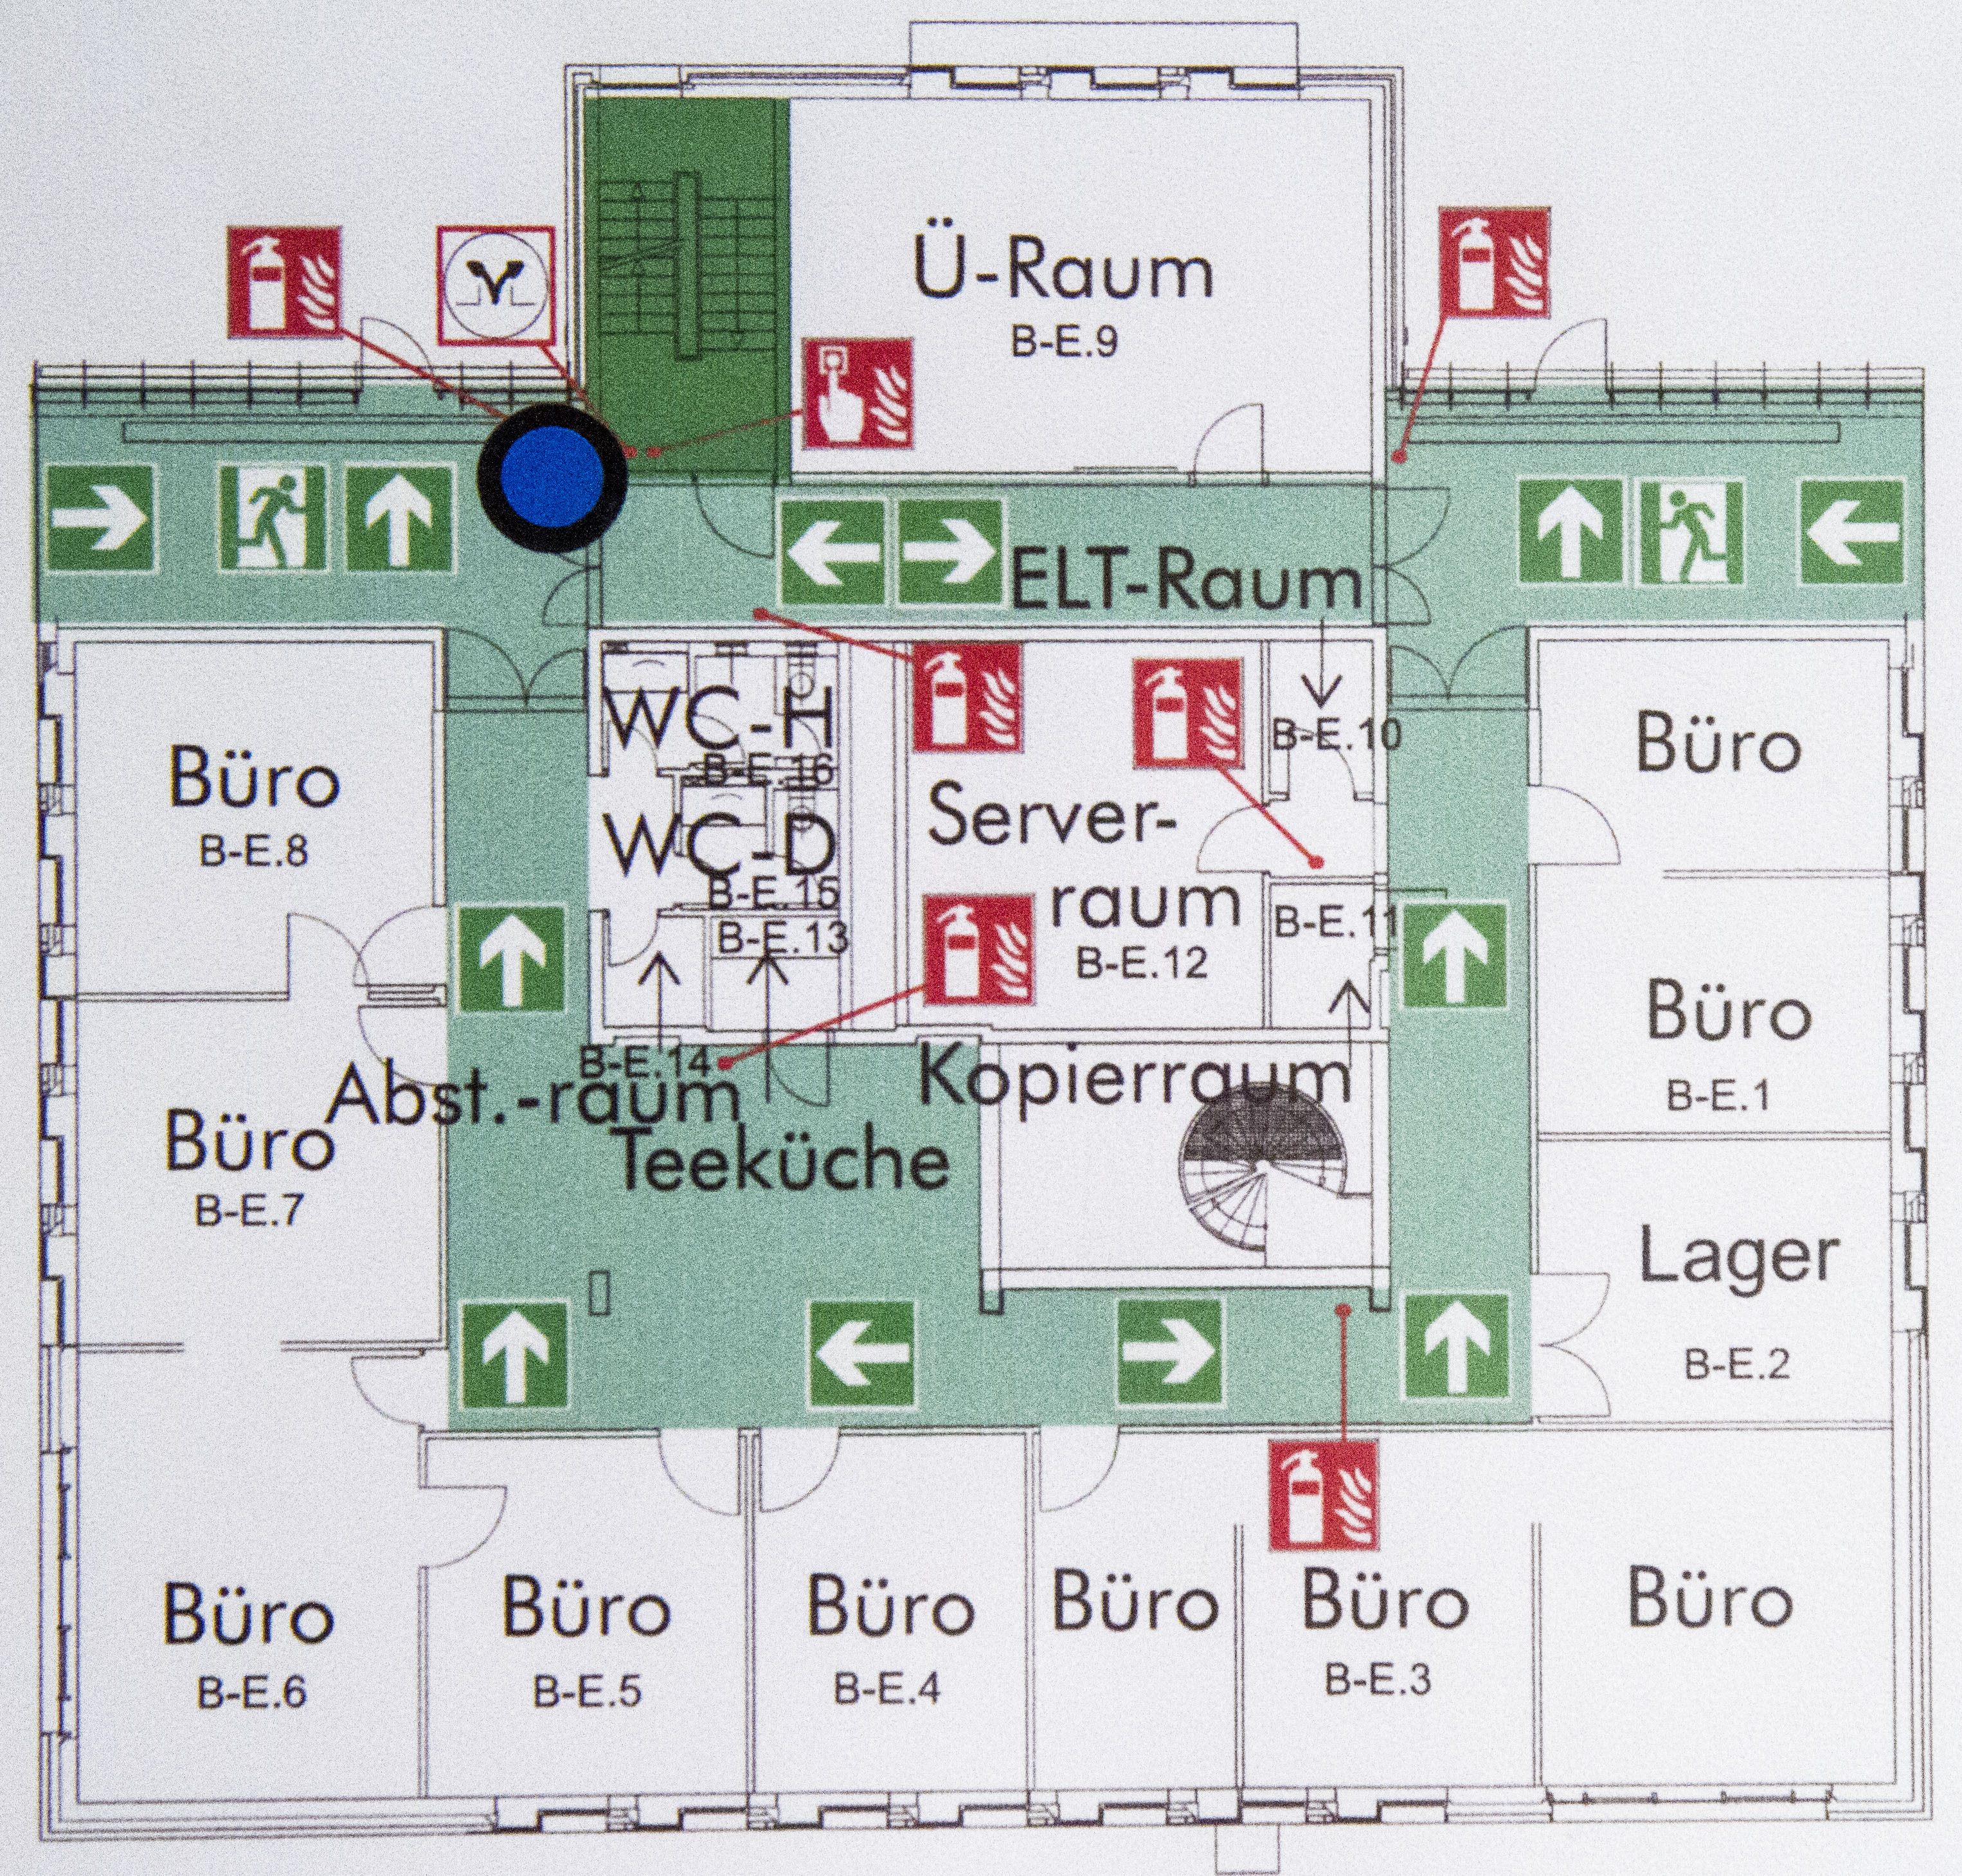 Ü-Raum
B-E.9
ELT-Raum
WC-H
B-E.16
B-E.10
Büro
Büro
B-E.8
WC-D
B-E.15
Server-
raum
B-E.12
B-E.13
B-E.11
Büro
B-E.1
B-E.14
Abst.-raum
Kopierraum
Büro
B-E.7
Teeküche
Lager
B-E.2
Büro
B-E.6
Büro
B-E.5
Büro
B-E.4
Büro
Büro
B-E.3
Büro